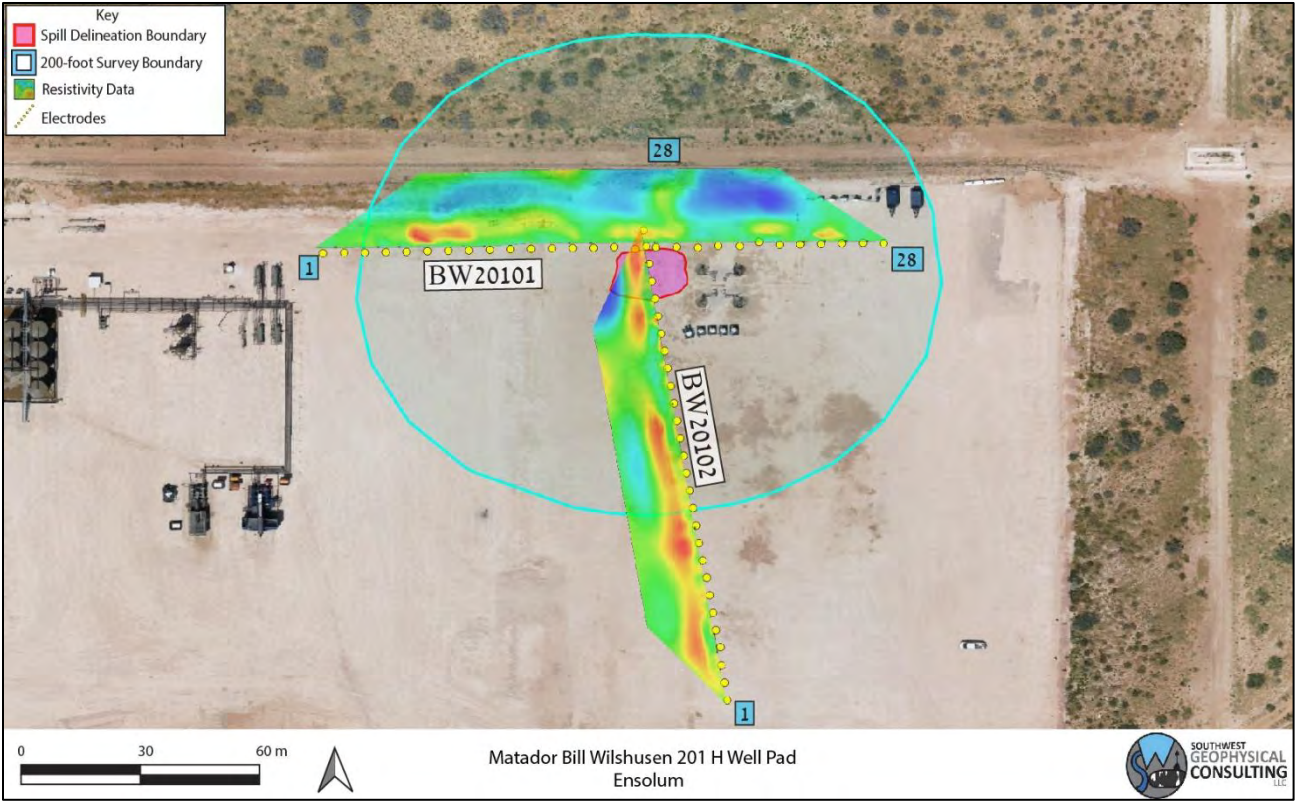 Key
Spill Delineation Boundary
200-foot Survey Boundary
Resistivity Data
Electrodes
28
1
BW20101
28
BW20102
1
0 30 60 m
Matador Bill Wilshusen 201 H Well Pad
Ensolum
SOUTHWEST
GEOPHYSICAL
CONSULTING
LLC